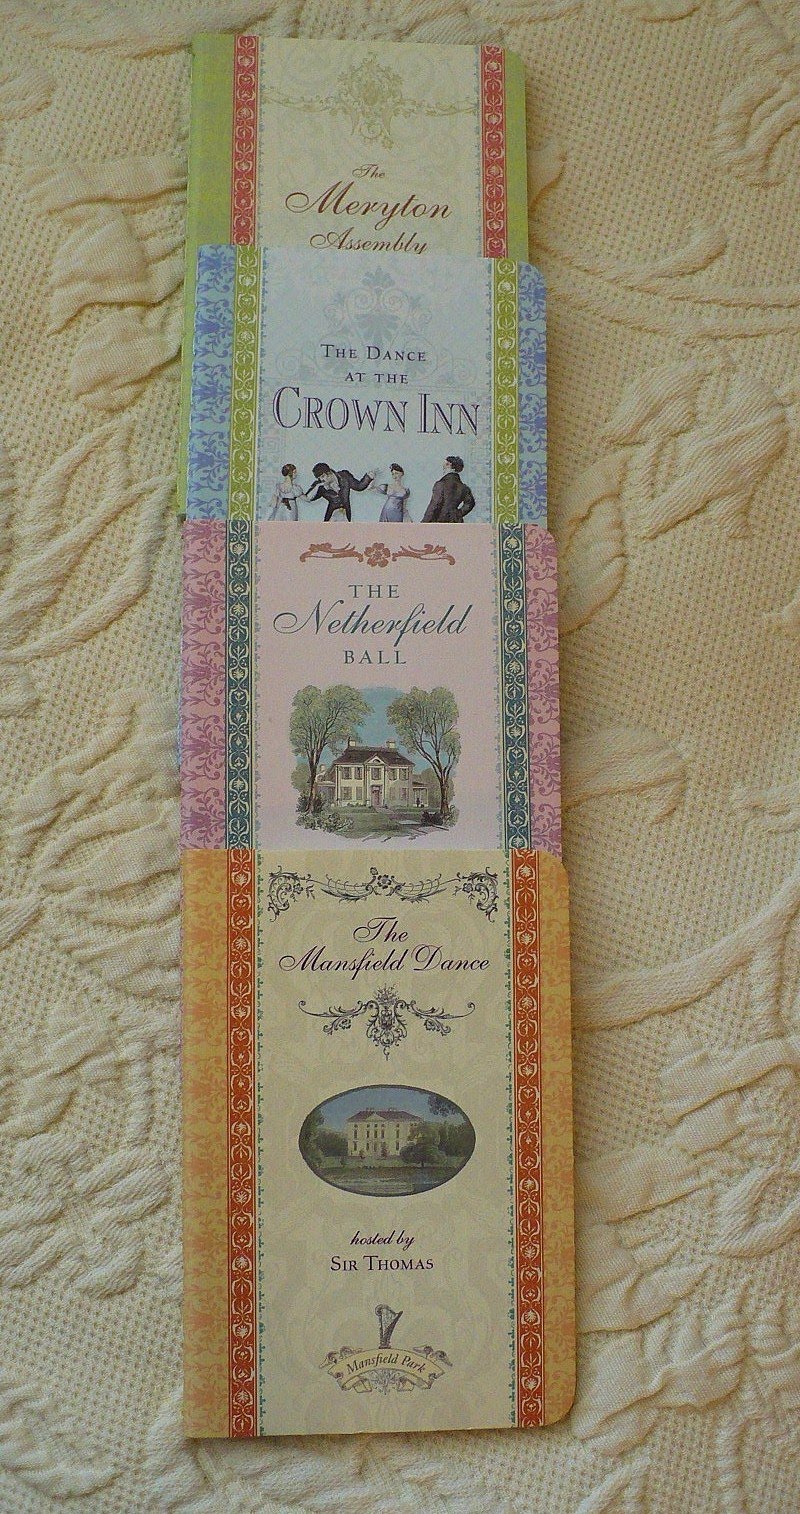 The
Meryton
Assembly
The Dance
at the
Crown Inn
THE
Netherfield
BALL
The
Mansfield Dance
hosted by
Sir Thomas
Mansfield Park